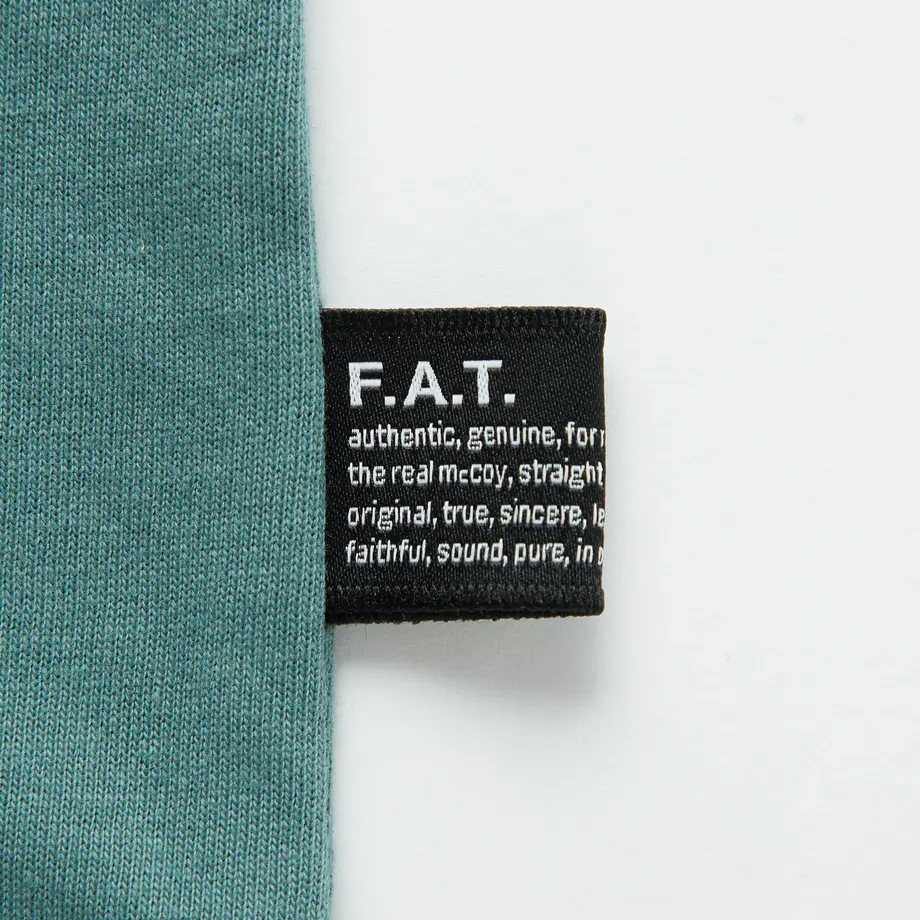 F.A.T.
authentic, genuine, for
the real mccoy, straight
original, true, sincere,
faithful, sound, pure, in